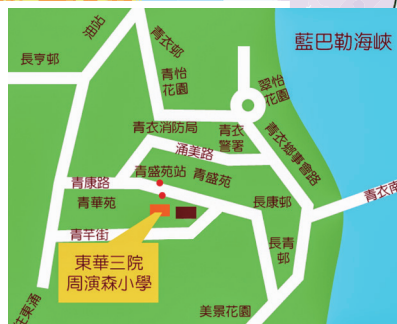 油站
青衣邨
藍巴勒海峽
長亨邨
青怡
花園
翠怡
花園
青衣消防局
青衣
警署
涌美路
青衣鄉事會路
青盛苑站
青盛苑
青康路
青衣南
青華苑
長康邨
青芊街
長青
邨
東華三院
周演森小學
往東涌
美景花園